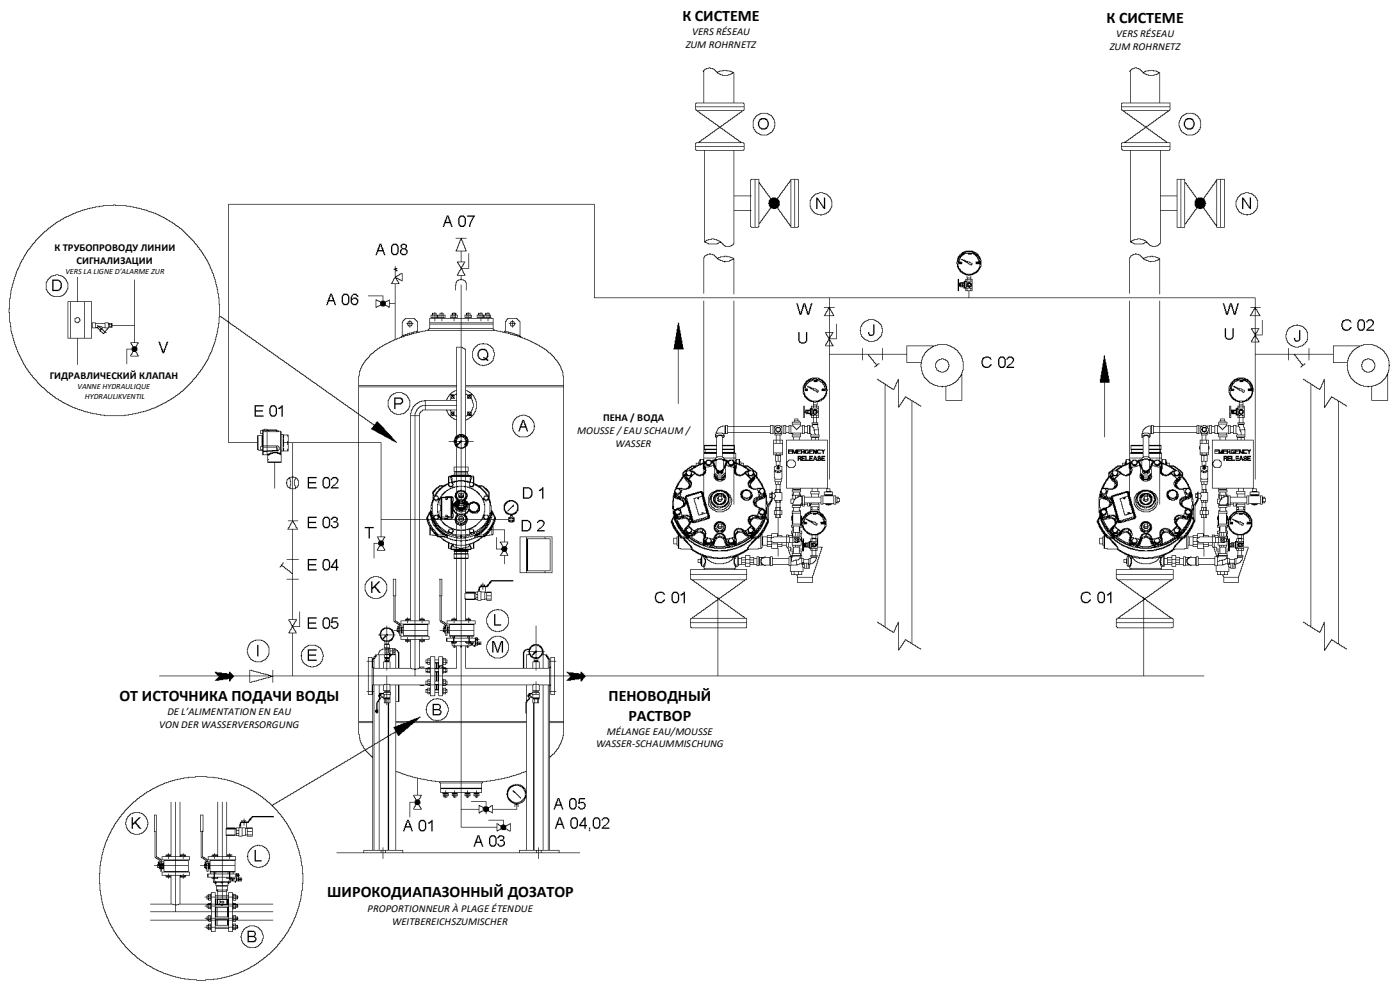 К СИСТЕМЕ
VERS RÉSEAU
ZUM ROHRNETZ
К СИСТЕМЕ
VERS RÉSEAU
ZUM ROHRNETZ
O
O
N
N
A 07
A 08
A 06
К ТРУБОПРОВОДУ ЛИНИИ
СИГНАЛИЗАЦИИ
VERS LA LIGNE D'ALARME ZUR
D
V
ГИДРАВЛИЧЕСКИЙ КЛАПАН
VANNE HYDRAULIQUE
HYDRAULIKVENTIL
W
U
J
C 02
W
U
J
C 02
Q
P
A
ПЕНА / ВОДА
MOUSSE / EAU SCHAUM /
WASSER
E 01
E 02
E 03
E 04
E 05
E
I
EMERGENCY
RELEASE
EMERGENCY
RELEASE
D 1
D 2
T
K
L
M
C 01
C 01
ОТ ИСТОЧНИКА ПОДАЧИ ВОДЫ
DE L'ALIMENTATION EN EAU
VON DER WASSERVERSORGUNG
B
ПЕНОВОДНЫЙ
РАСТВОР
MÉLANGE EAU/MOUSSE
WASSER-SCHAUMMISCHUNG
A 01
A 03
A 05
A 04,02
K
L
B
ШИРОКОДИАПАЗОННЫЙ ДОЗАТОР
PROPORTIONNEUR À PLAGE ÉTENDUE
WEITBEREICHSZUMISCHER